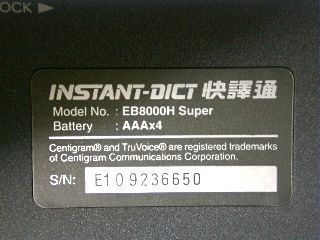 OCK ►
INSTANT-DICT 快譯通
Model No. : EB8000H Super
Battery : AAAx4
Centigram® and TruVoice® are registered trademarks
of Centigram Communications Corporation.
S/N: E109236650